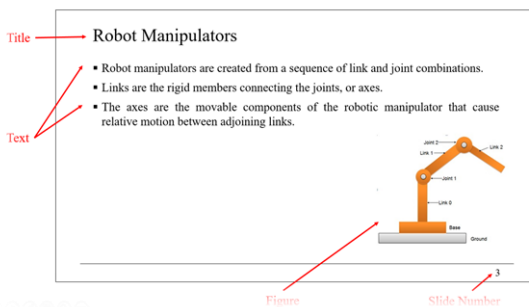 Title
Robot Manipulators
▪ Robot manipulators are created from a sequence of link and joint combinations.
▪ Links are the rigid members connecting the joints, or axes.
▪ The axes are the movable components of the robotic manipulator that cause
relative motion between adjoining links.
Text
Joint 2
Link 1
Link 2
Joint 1
Link 0
Base
Ground
3
Figure
Slide Number